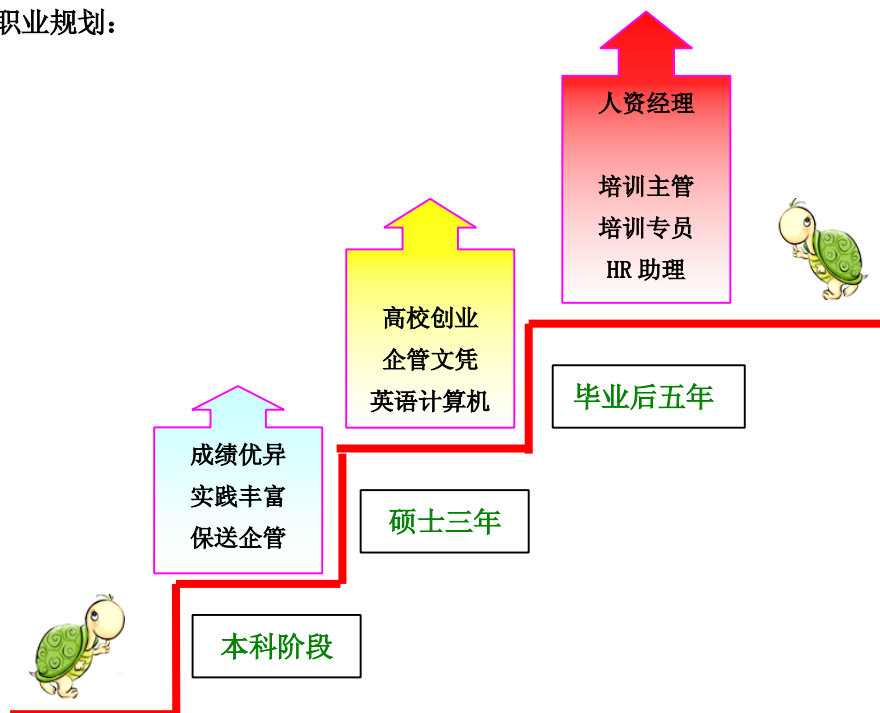 职业规划：
人资经理
培训主管
培训专员
HR 助理
高校创业
企管文凭
英语计算机
毕业后五年
成绩优异
实践丰富
保送企管
硕士三年
本科阶段